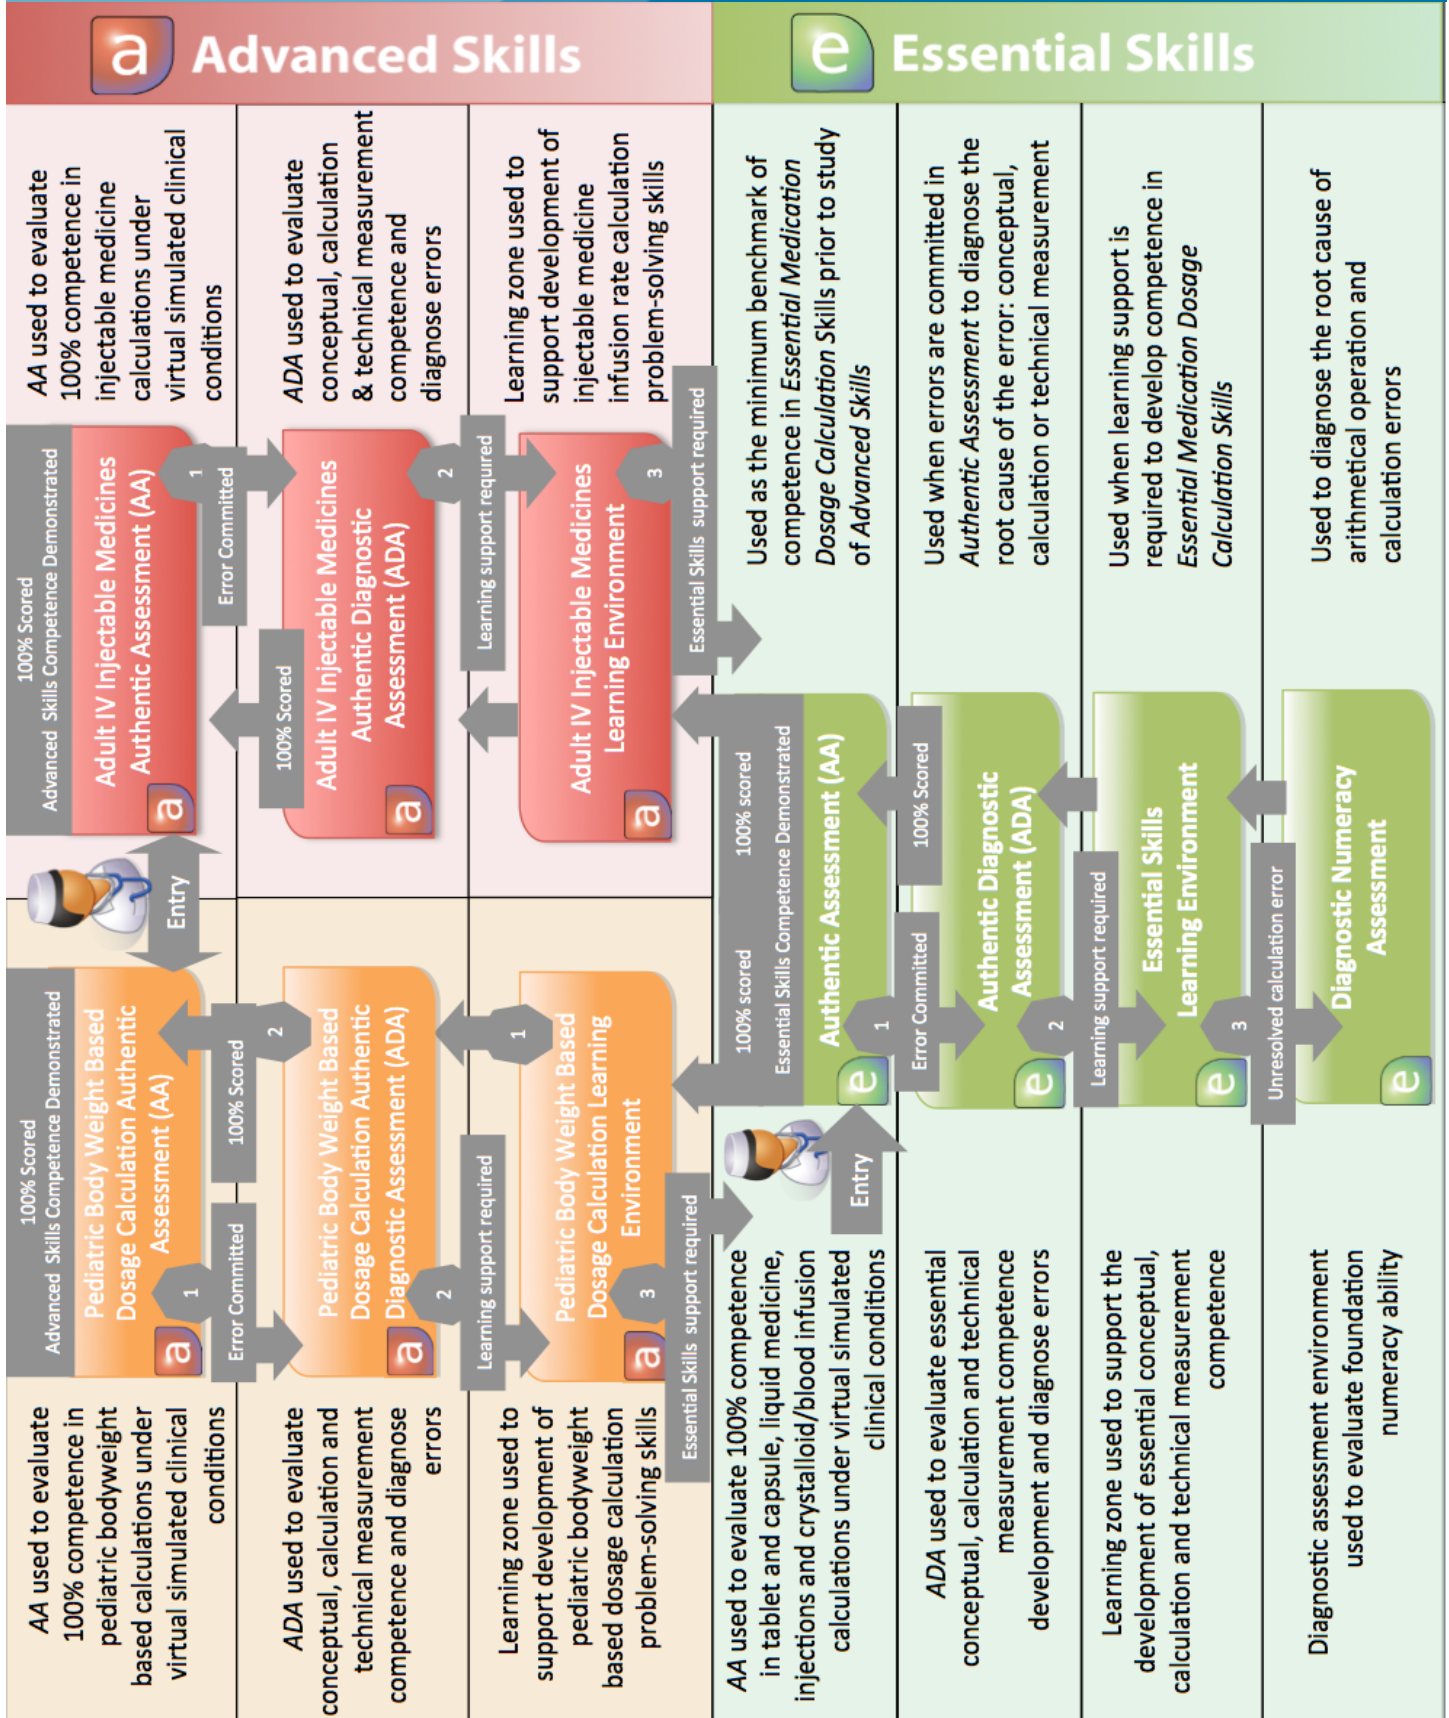 a Advanced Skills
AA used to evaluate
100% competence in
pediatric bodyweight
based calculations under
virtual simulated clinical
conditions
100% Scored
Advanced Skills Competence Demonstrated
Pediatric Body Weight Based
Dosage Calculation Authentic
Assessment (AA)
a
1
Error Committed
100% Scored
2
Entry
100% Scored
Advanced Skills Competence Demonstrated
Adult IV Injectable Medicines
Authentic Assessment (AA)
a
1
Error Committed
100% Scored
AA used to evaluate
100% competence in
injectable medicine
calculations under
virtual simulated clinical
conditions
ADA used to evaluate
conceptual, calculation and
technical measurement
competence and diagnose
errors
Pediatric Body Weight Based
Dosage Calculation Authentic
Diagnostic Assessment (ADA)
a
2
Learning support required
1
Adult IV Injectable Medicines
Authentic Diagnostic
Assessment (ADA)
a
2
Learning support required
ADA used to evaluate
conceptual, calculation
& technical measurement
competence and
diagnose errors
Learning zone used to
support development of
pediatric bodyweight
based dosage calculation
problem-solving skills
Pediatric Body Weight Based
Dosage Calculation Learning
Environment
a
3
Essential Skills support required
Adult IV Injectable Medicines
Learning Environment
a
3
Essential Skills support required
Learning zone used to
support development of
injectable medicine
infusion rate calculation
problem-solving skills
e Essential Skills
AA used to evaluate 100% competence
in tablet and capsule, liquid medicine,
injections and crystalloid/blood infusion
calculations under virtual simulated
clinical conditions
Entry
100% scored 100% scored
Essential Skills Competence Demonstrated
Authentic Assessment (AA)
e
1
Error Committed
100% Scored
Used as the minimum benchmark of
competence in Essential Medication
Dosage Calculation Skills prior to study
of Advanced Skills
ADA used to evaluate essential
conceptual, calculation and technical
measurement competence
development and diagnose errors
Authentic Diagnostic
Assessment (ADA)
e
2
Learning support required
Used when errors are committed in
Authentic Assessment to diagnose the
root cause of the error: conceptual,
calculation or technical measurement
Learning zone used to support the
development of essential conceptual,
calculation and technical measurement
competence
Essential Skills
Learning Environment
e
3
Unresolved calculation error
Used when learning support is
required to develop competence in
Essential Medication Dosage
Calculation Skills
Diagnostic assessment environment
used to evaluate foundation
numeracy ability
Diagnostic Numeracy
Assessment
e
Used to diagnose the root cause of
arithmetical operation and
calculation errors